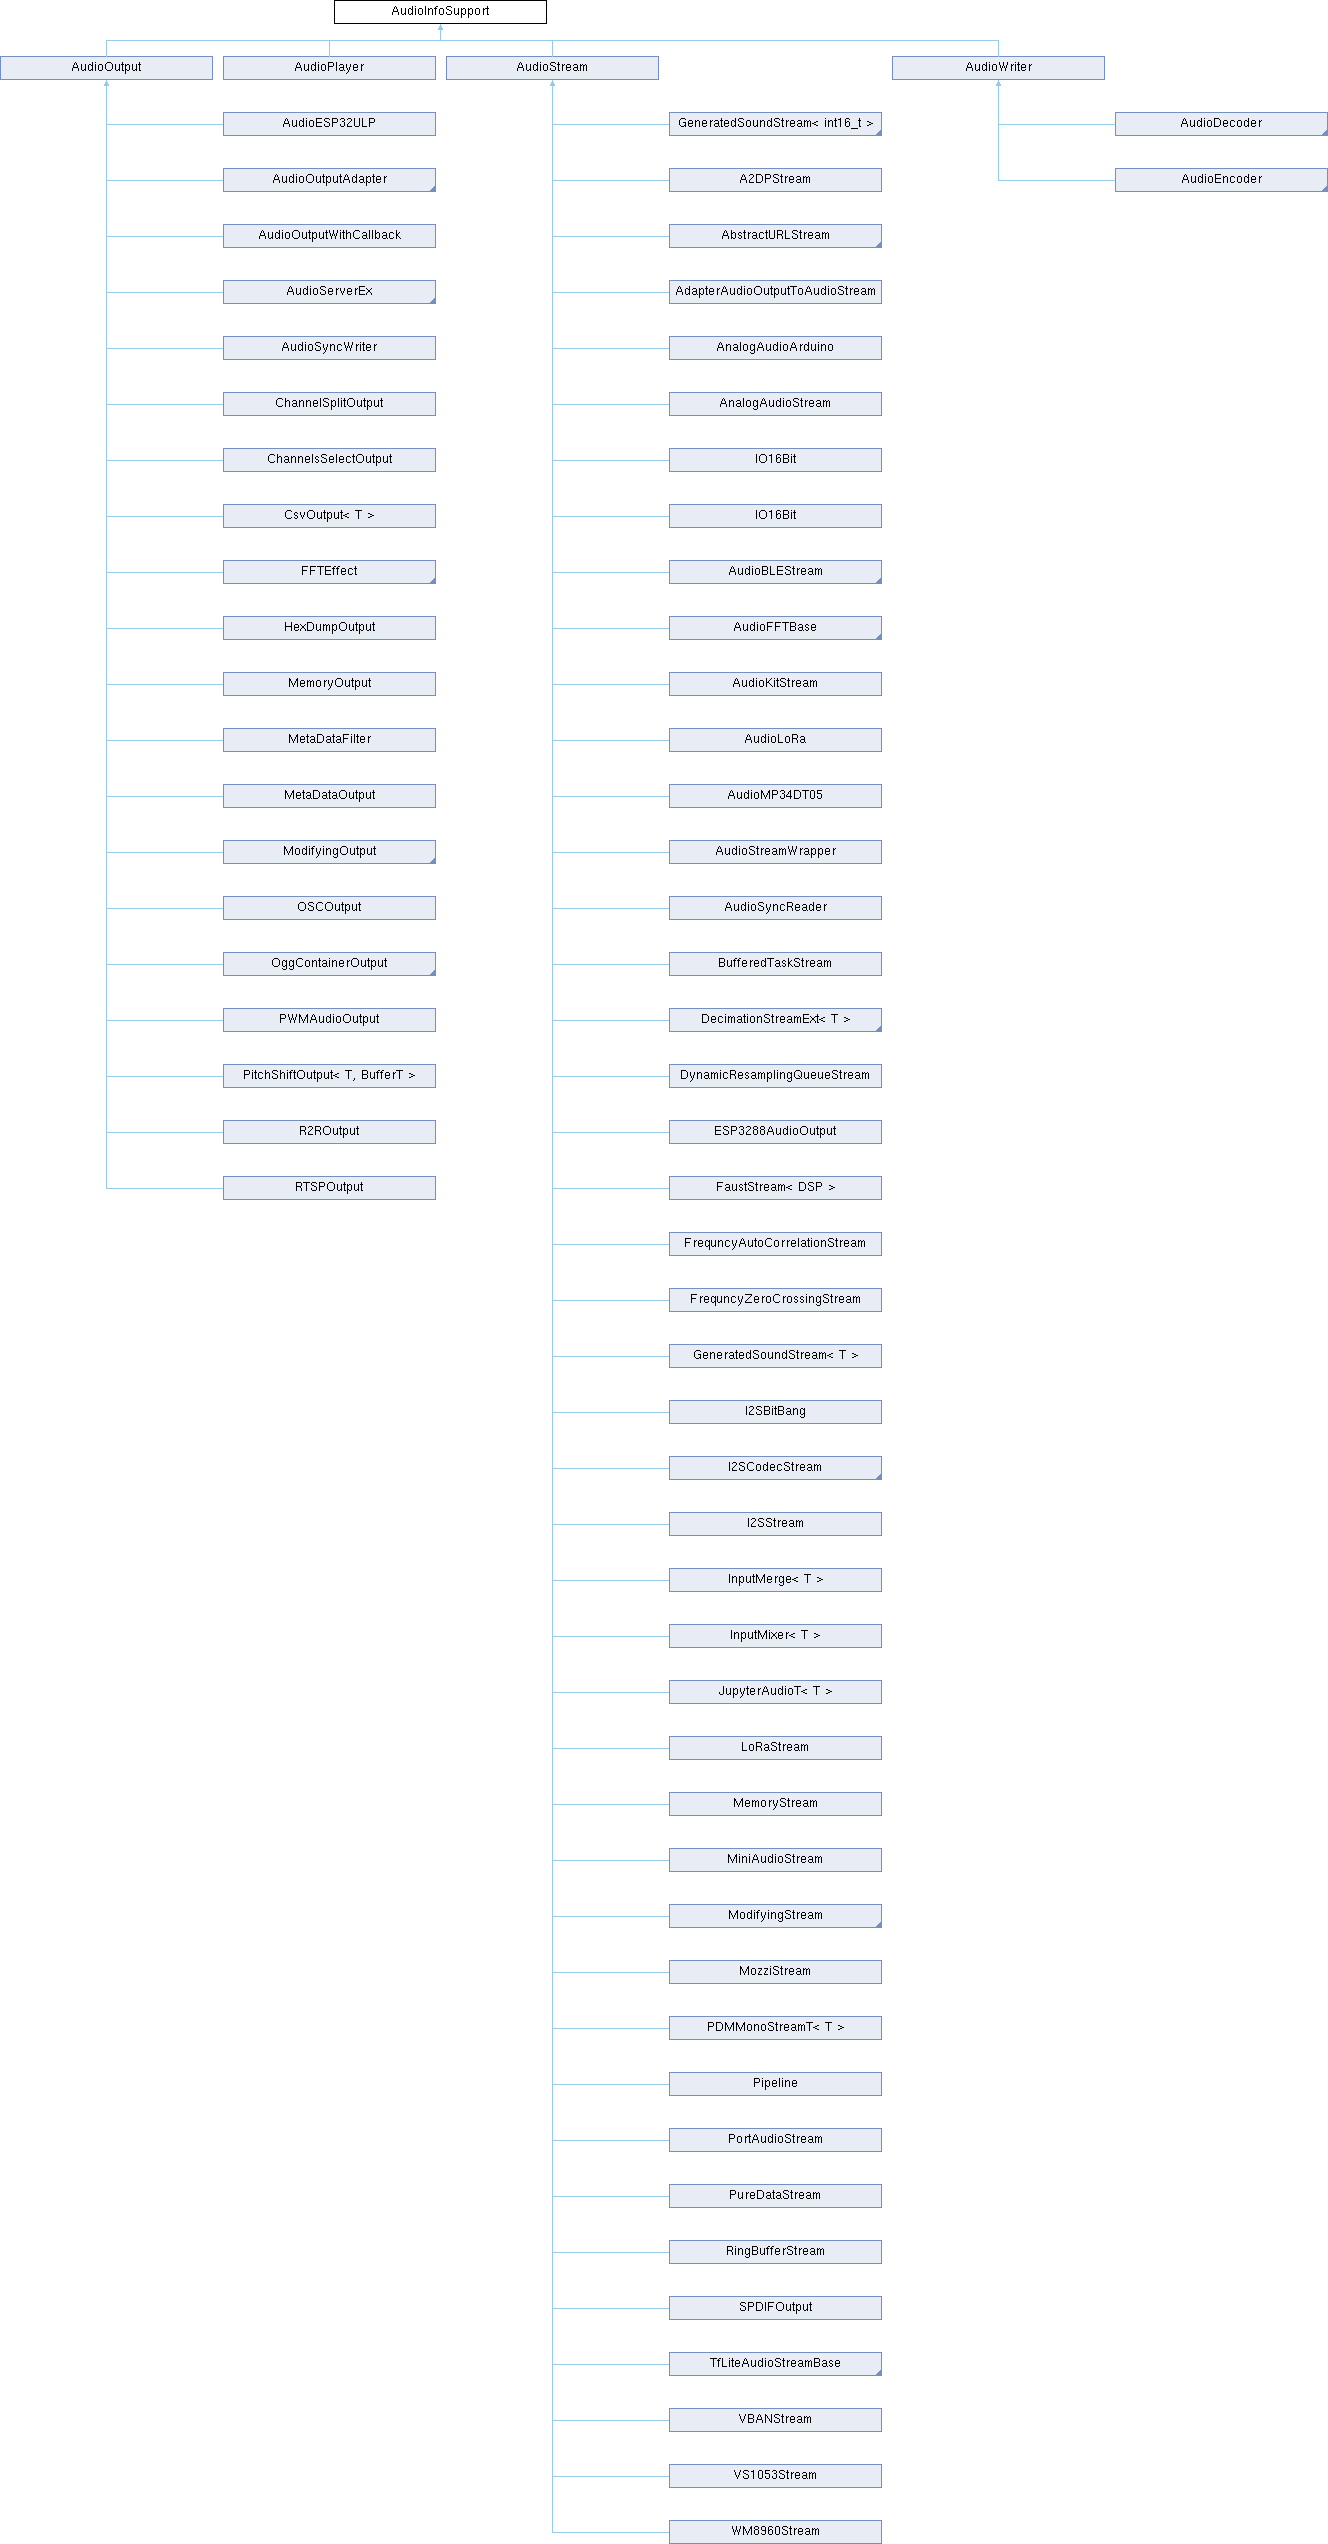 AudioInfoSupport
AudioOutput
AudioPlayer
AudioStream
AudioWriter
AudioESP32ULP
AudioOutputAdapter
AudioOutputWithCallback
AudioServerEx
AudioSyncWriter
ChannelSplitOutput
ChannelsSelectOutput
CsvOutput< T >
FFTEffect
HexDumpOutput
MemoryOutput
MetaDataFilter
MetaDataOutput
ModifyingOutput
OSCOutput
OggContainerOutput
PWMAudioOutput
PitchShiftOutput< T, BufferT >
R2ROutput
RTSPOutput
GeneratedSoundStream< int16_t >
A2DPStream
AbstractURLStream
AdapterAudioOutputToAudioStream
AnalogAudioArduino
AnalogAudioStream
IO16Bit
IO16Bit
AudioBLEStream
AudioFFTBase
AudioKitStream
AudioLoRa
AudioMP34DT05
AudioStreamWrapper
AudioSyncReader
BufferedTaskStream
DecimationStreamExt< T >
DynamicResamplingQueueStream
ESP3288AudioOutput
FaustStream< DSP >
FrequncyAutoCorrelationStream
FrequncyZeroCrossingStream
GeneratedSoundStream< T >
I2SBitBang
I2SCodecStream
I2SStream
InputMerge< T >
InputMixer< T >
JupyterAudioT< T >
LoRaStream
MemoryStream
MiniAudioStream
ModifyingStream
MozziStream
PDMMonoStreamT< T >
Pipeline
PortAudioStream
PureDataStream
RingBufferStream
SPDIFOutput
TfLiteAudioStreamBase
VBANStream
VS1053Stream
WM8960Stream
AudioDecoder
AudioEncoder